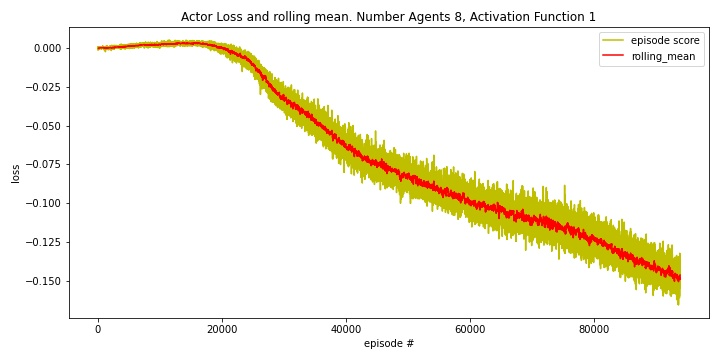 Actor Loss and rolling mean. Number Agents 8, Activation Function 1
episode score
rolling_mean
0.000
−0.025
−0.050
−0.075
−0.100
−0.125
−0.150
loss
0
20000
40000
60000
80000
episode #